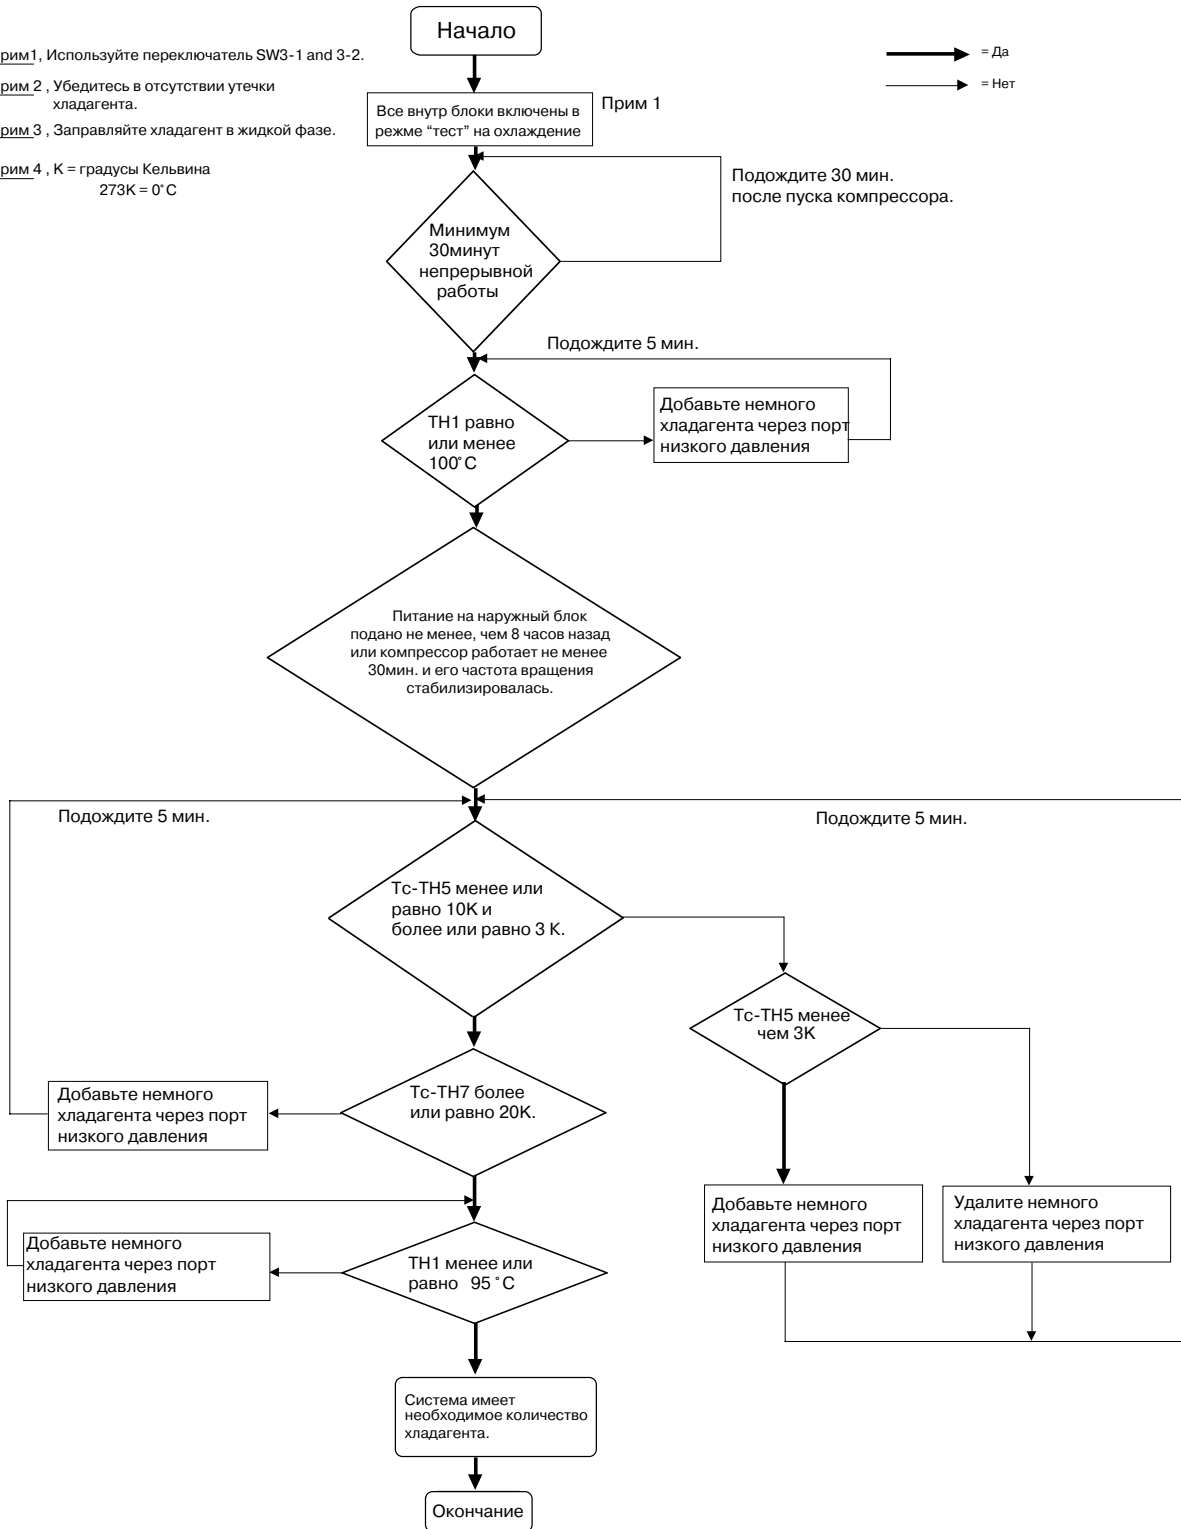 Начало
рим1, Используйте переключатель SW3-1 and 3-2.
рим 2 , Убедитесь в отсутствии утечки
хладагента.
рим 3 , Заправляйте хладагент в жидкой фазе.
рим 4 , К = градусы Кельвина
273K = 0°C
= Да
= Нет
Все внутр блоки включены в
режме “тест” на охлаждение
Прим 1
Подождите 30 мин.
после пуска компрессора.
Минимум
30минут
непрерывной
работы
Подождите 5 мин.
TH1 равно
или менее
100°C
Добавьте немного
хладагента через порт
низкого давления
Питание на наружный блок
подано не менее, чем 8 часов назад
или компрессор работает не менее
30мин. и его частота вращения
стабилизировалась.
Подождите 5 мин.
Подождите 5 мин.
Tc-TH5 менее или
равно 10K и
более или равно 3 K.
Tc-TH5 менее
чем 3K
Tc-TH7 более
или равно 20K.
Добавьте немного
хладагента через порт
низкого давления
Добавьте немного
хладагента через порт
низкого давления
Удалите немного
хладагента через порт
низкого давления
Добавьте немного
хладагента через порт
низкого давления
TH1 менее или
равно 95 °C
Система имеет
необходимое количество
хладагента.
Окончание